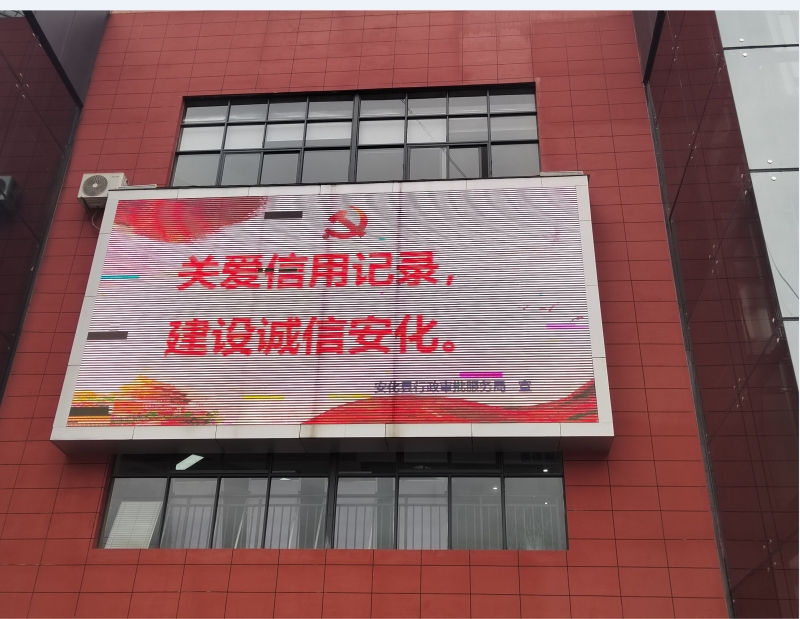 关爱信用记录，
建设诚信安化。
安化县行政审批服务局 宣